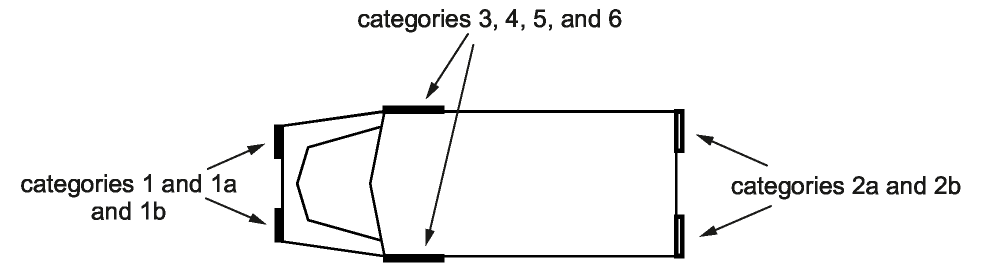 categories 3, 4, 5, and 6
categories 1 and 1a
and 1b
categories 2a and 2b